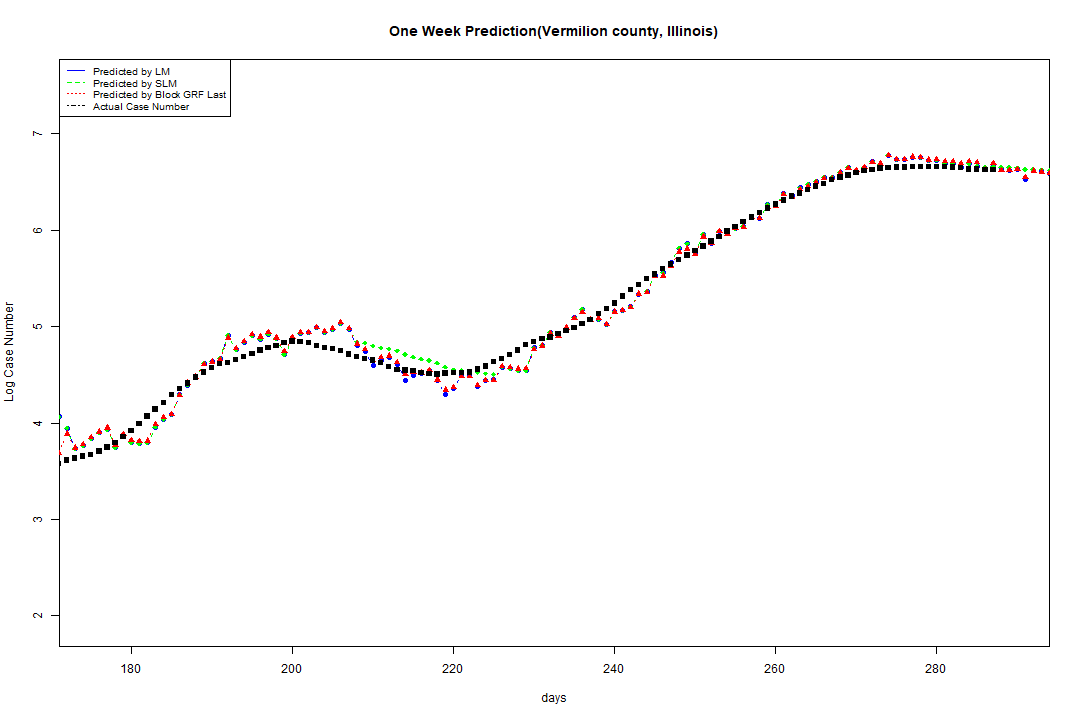 One Week Prediction(Vermilion county, Illinois)
Predicted by LM
Predicted by SLM
Predicted by Block GRF Last
Actual Case Number
Log Case Number
7
6
5
4
3
2
180 200 220 240 260 280
days